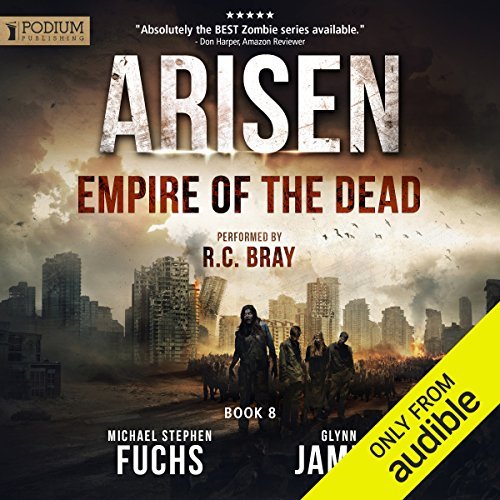 PODIUM
PUBLISHING
★★★★★
"Absolutely the BEST Zombie series available."
- Don Harper, Amazon Reviewer
ARISEN
EMPIRE OF THE DEAD
PERFORMED BY
R.C. BRAY
BOOK 8
MICHAEL STEPHEN
FUCHS
GLYNN
JAM
ONLY FROM
audible